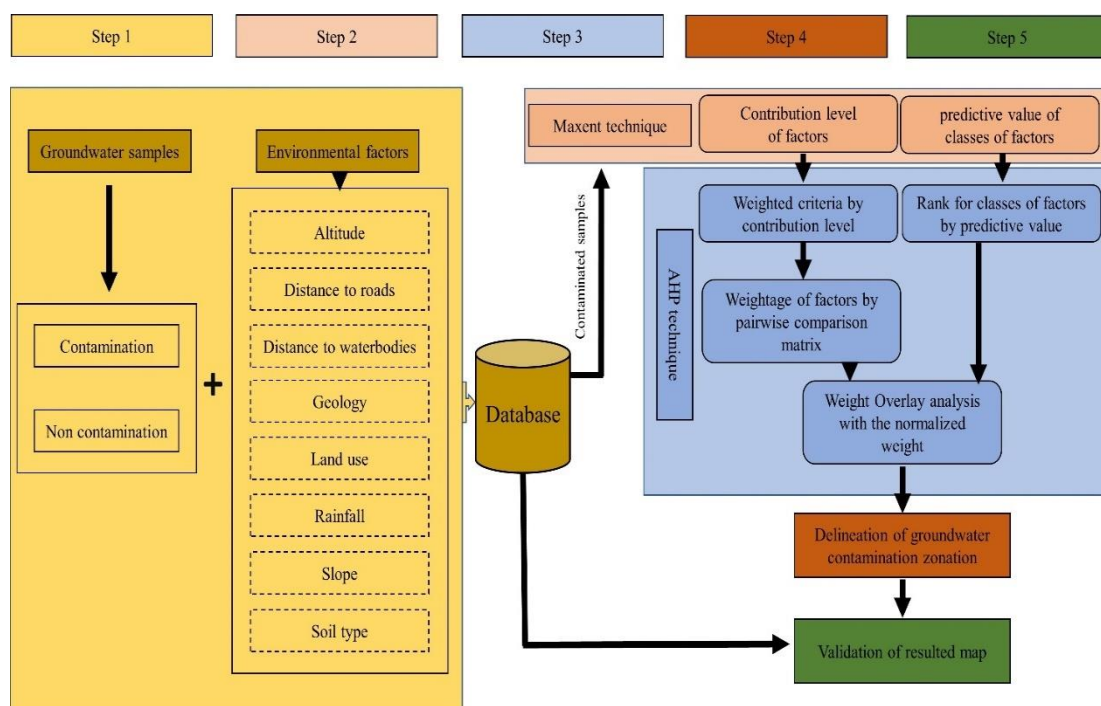 Step 1
Step 2
Step 3
Step 4
Step 5
Groundwater samples
Contamination
Non contamination
+
Environmental factors
Altitude
Distance to roads
Distance to waterbodies
Geology
Land use
Rainfall
Slope
Soil type
Database
Contaminated samples
Maxent technique
Contribution level
of factors
predictive value of
classes of factors
AHP technique
Weighted criteria by
contribution level
Rank for classes of factors
by predictive value
Weightage of factors by
pairwise comparison
matrix
Weight Overlay analysis
with the normalized
weight
Delineation of groundwater
contamination zonation
Validation of resulted map